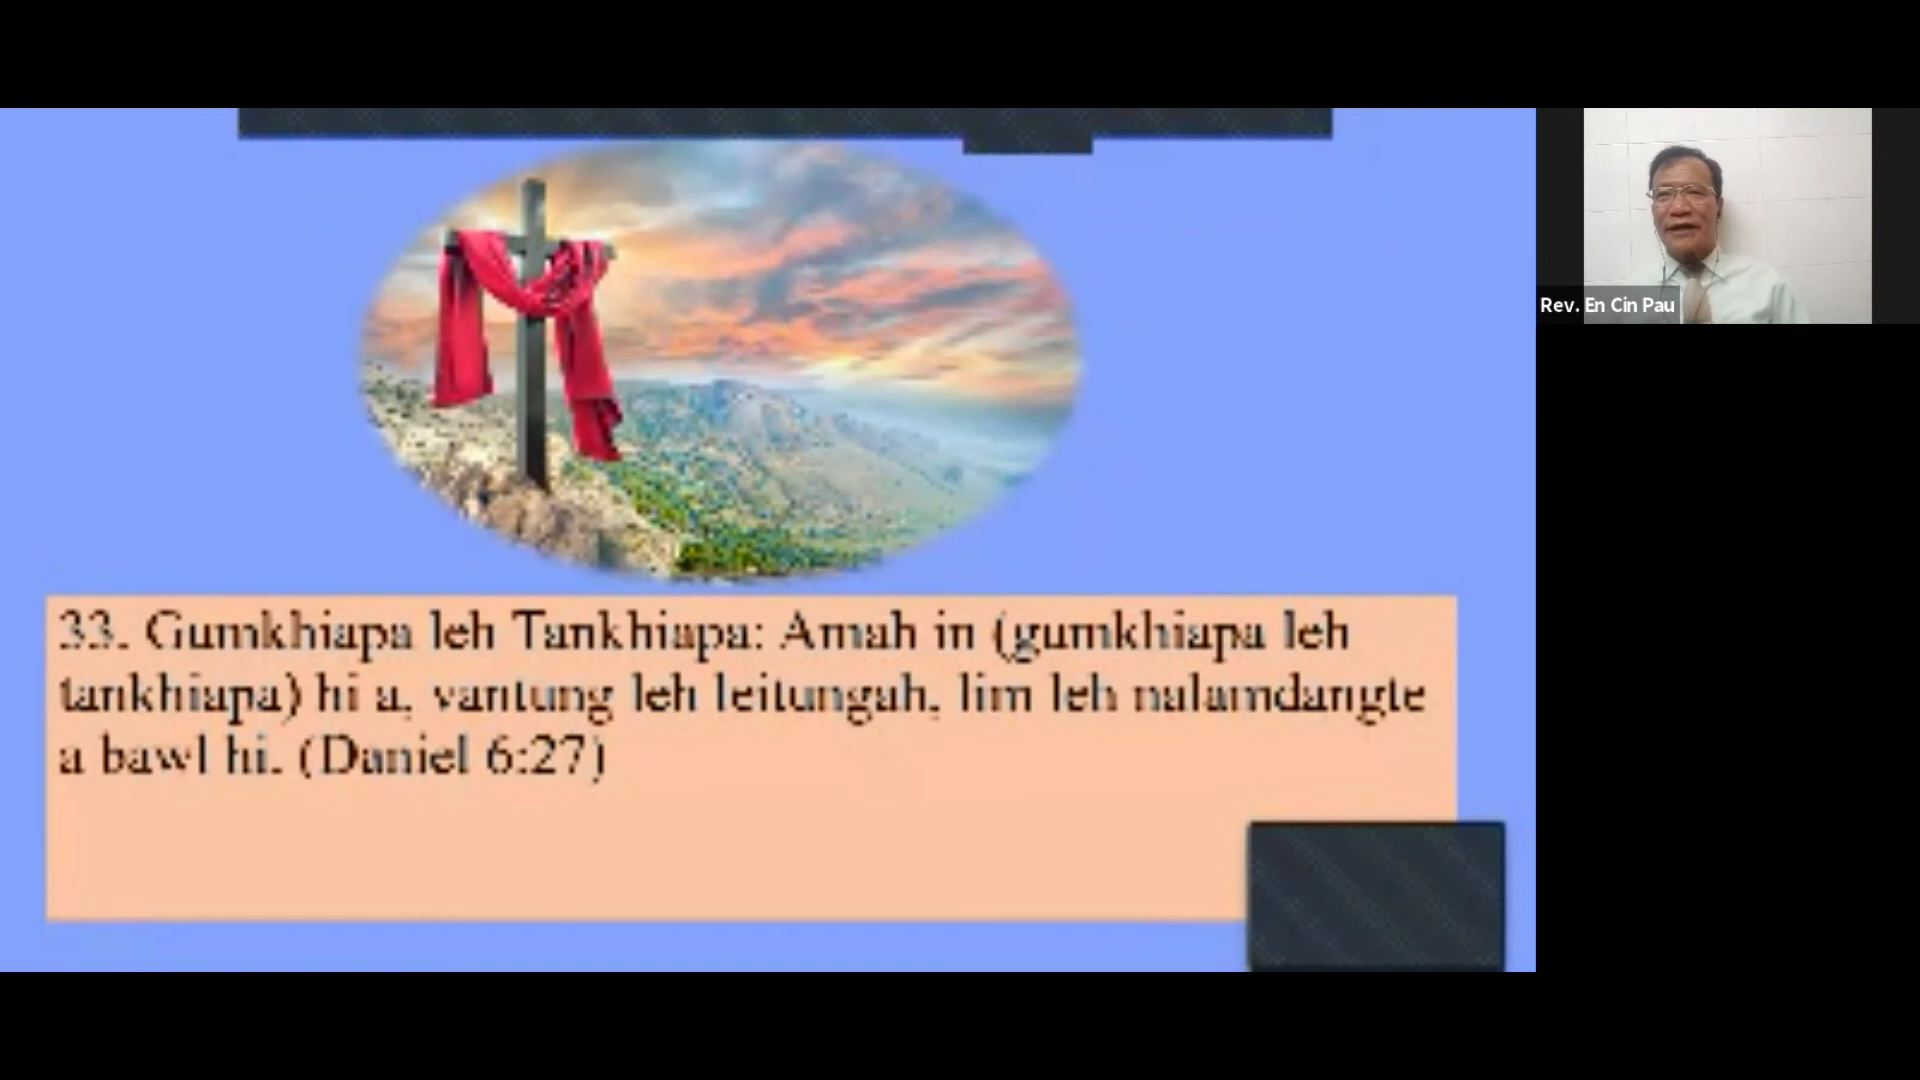 33. Gumkhiapa leh Tankhiapa: Amah in (gumkhiapa leh
tankhiapa) hi a, vantung leh leitungah, lim leh nalamdangte
a bawl hi. (Daniel 6:27)
Rev. En Cin Pau